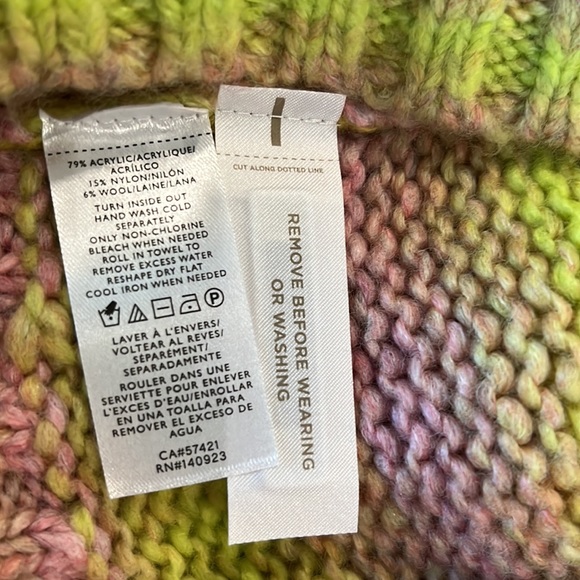 79% ACRYLIC/ACRYLIQUE/
ACRÍLICO
15% NYLON/NILÓN
6% WOOL/LAINE/LANA
TURN INSIDE OUT
HAND WASH COLD
SEPARATELY
ONLY NON-CHLORINE
BLEACH WHEN NEEDED
ROLL IN TOWEL TO
REMOVE EXCESS WATER
RESHAPE DRY FLAT
COOL IRON WHEN NEEDED
P
LAVER À L'ENVERS/
VOLTEAR AL REVES/
SÉPARÉMENT/
SEPARADAMENTE
ROULER DANS UNE
SERVIETTE POUR ENLEVER
L'EXCES D'EAU/ENROLLAR
EN UNA TOALLA PARA
REMOVER EL EXCESO DE
AGUA
CA#57421
RN#140923
CUT ALONG DOTTED LINE
REMOVE BEFORE WEARING
OR WASHING